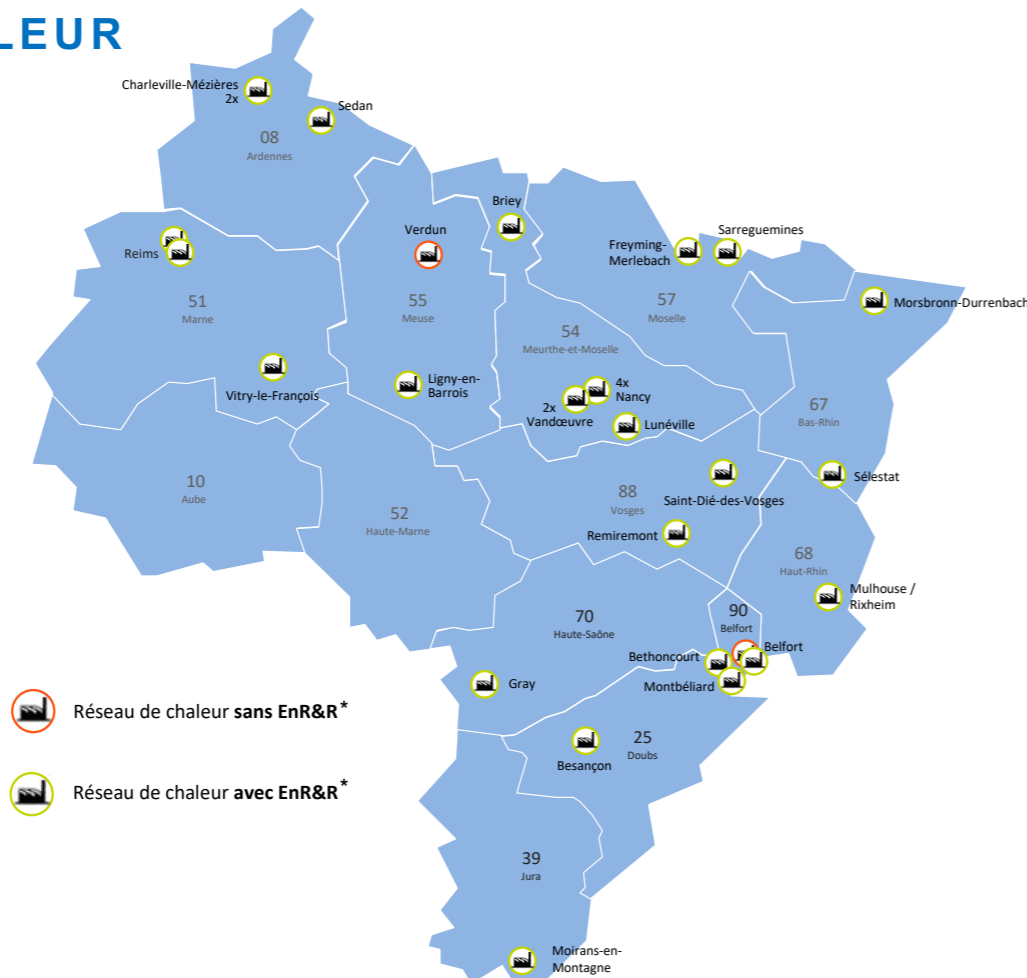 LEUR
Charleville-Mézières
2x
Sedan
08
Ardennes
Briey
Verdun
Sarreguemines
Freyming-
Merlebach
Reims
Morsbronn-Durrenbach
51
Marne
55
Meuse
57
Moselle
54
Meurthe-et-Moselle
Vitry-le-François
Ligny-en-
Barrois
4x
Nancy
2x
Vandœuvre
Lunéville
67
Bas-Rhin
10
Aube
52
Haute-Marne
88
Vosges
Saint-Dié-des-Vosges
Sélestat
Remiremont
68
Haut-Rhin
Mulhouse /
Rixheim
70
Haute-Saône
90
Belfort
Belfort
Bethoncourt
Montbéliard
Gray
Réseau de chaleur sans EnR&R*
25
Doubs
Besançon
Réseau de chaleur avec EnR&R*
39
Jura
Moirans-en-
Montagne